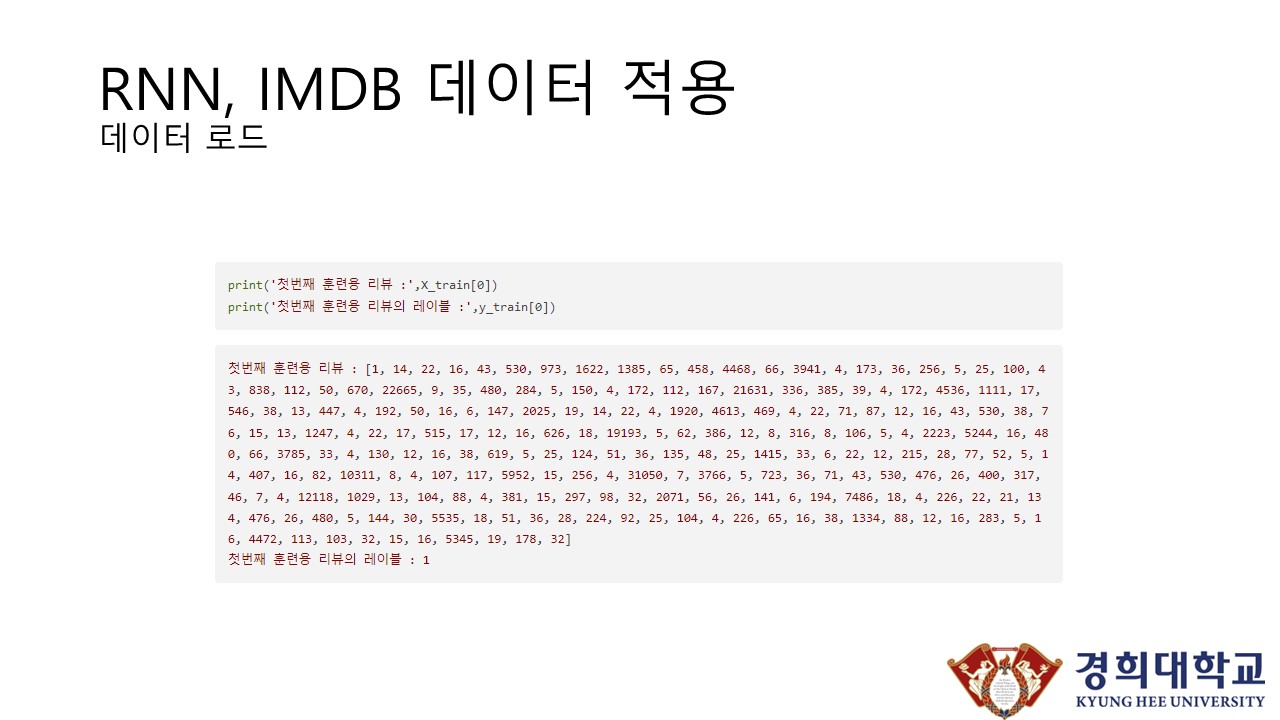 RNN, IMDB 데이터 적용
데이터 로드
print('첫번째 훈련용 리뷰 :',X_train[0])
print('첫번째 훈련용 리뷰의 레이블 :',y_train[0])
첫번째 훈련용 리뷰 : [1, 14, 22, 16, 43, 530, 973, 1622, 1385, 65, 458, 4468, 66, 3941, 4, 173, 36, 256, 5, 25, 100, 4
3, 838, 112, 50, 670, 22665, 9, 35, 480, 284, 5, 150, 4, 172, 112, 167, 21631, 336, 385, 39, 4, 172, 4536, 1111, 17,
546, 38, 13, 447, 4, 192, 50, 16, 6, 147, 2025, 19, 14, 22, 4, 1920, 4613, 469, 4, 22, 71, 87, 12, 16, 43, 530, 38, 7
6, 15, 13, 1247, 4, 22, 17, 515, 17, 12, 16, 626, 18, 19193, 5, 62, 386, 12, 8, 316, 8, 106, 5, 4, 2223, 5244, 16, 48
0, 66, 3785, 33, 4, 130, 12, 16, 38, 619, 5, 25, 124, 51, 36, 135, 48, 25, 1415, 33, 6, 22, 12, 215, 28, 77, 52, 5, 1
4, 407, 16, 82, 10311, 8, 4, 107, 117, 5952, 15, 256, 4, 31050, 7, 3766, 5, 723, 36, 71, 43, 530, 476, 26, 400, 317,
46, 7, 4, 12118, 1029, 13, 104, 88, 4, 381, 15, 297, 98, 32, 2071, 56, 26, 141, 6, 194, 7486, 18, 4, 226, 22, 21, 13
4, 476, 26, 480, 5, 144, 30, 5535, 18, 51, 36, 28, 224, 92, 25, 104, 4, 226, 65, 16, 38, 1334, 88, 12, 16, 283, 5, 1
6, 4472, 113, 103, 32, 15, 16, 5345, 19, 178, 32]
첫번째 훈련용 리뷰의 레이블 : 1
경희대학교
KYUNG HEE UNIVERSITY